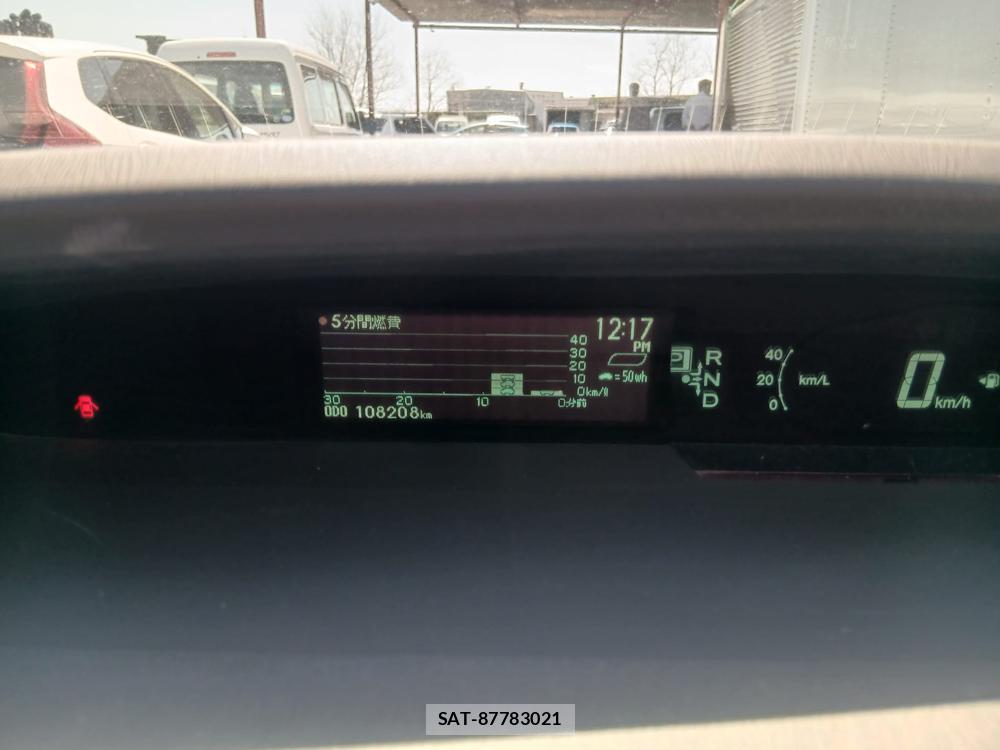 5分間燃費
12:17
PM
40
30
20
10
0km/l
= 50wh
30 20 10 0分前
ODO 108208km
P R
N
D
40
20
0
km/L
0 km/h
SAT-87783021